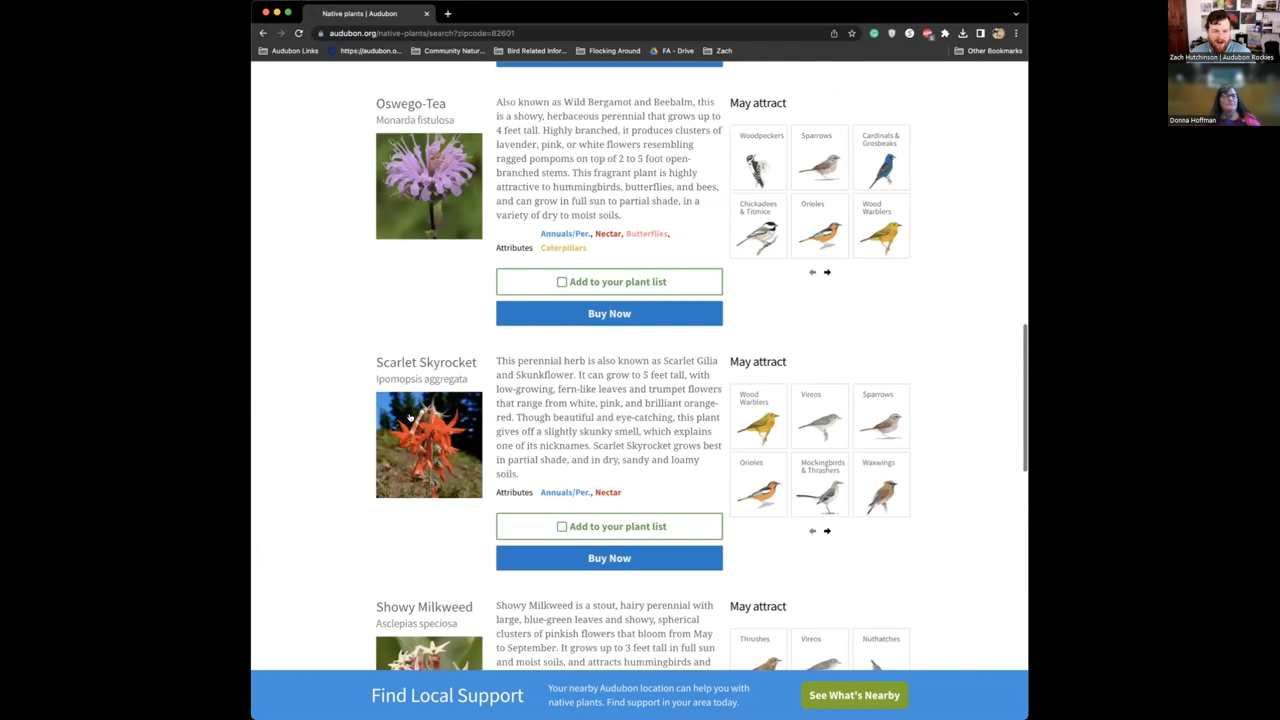 Native plants | Audubon
audubon.org/native-plants/search?zipcode=82601
Audubon Links
https://audubon.o...
Community Natur...
Bird Related Infor...
Flocking Around
FA - Drive
Zach
Other Bookmarks
Zach Hutchinson | Audubon Rockies
Donna Hoffman
Oswego-Tea
Monarda fistulosa
Also known as Wild Bergamot and Beebalm, this
is a showy, herbaceous perennial that grows up to
4 feet tall. Highly branched, it produces clusters of
lavender, pink, or white flowers resembling
ragged pompoms on top of 2 to 5 foot open-
branched stems. This fragrant plant is highly
attractive to hummingbirds, butterflies, and bees,
and can grow in full sun to partial shade, in a
variety of dry to moist soils.
Attributes
Annuals/Per., Nectar, Butterflies,
Caterpillars
Add to your plant list
Buy Now
May attract
Woodpeckers
Sparrows
Cardinals &
Grosbeaks
Chickadees
& Titmice
Orioles
Wood
Warblers
Scarlet Skyrocket
Ipomopsis aggregata
This perennial herb is also known as Scarlet Gilia
and Skunkflower. It can grow to 5 feet tall, with
low-growing, fern-like leaves and trumpet flowers
that range from white, pink, and brilliant orange-
red. Though beautiful and eye-catching, this plant
gives off a slightly skunky smell, which explains
one of its nicknames. Scarlet Skyrocket grows best
in partial shade, and in dry, sandy and loamy
soils.
Attributes Annuals/Per., Nectar
Add to your plant list
Buy Now
May attract
Wood
Warblers
Vireos
Sparrows
Orioles
Mockingbirds
& Thrashers
Waxwings
Showy Milkweed
Asclepias speciosa
Showy Milkweed is a stout, hairy perennial with
large, blue-green leaves and showy, spherical
clusters of pinkish flowers that bloom from May
to September. It grows up to 3 feet tall in full sun
and moist soils, and attracts hummingbirds and
May attract
Thrushes
Vireos
Nuthatches
Find Local Support
Your nearby Audubon location can help you with
native plants. Find support in your area today.
See What's Nearby